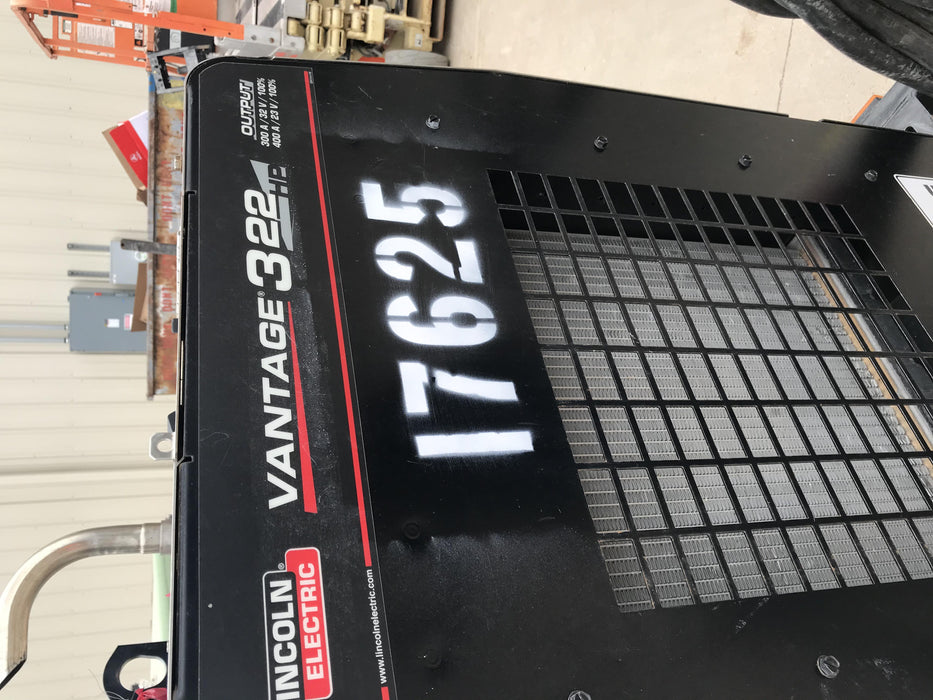 LINCOLN®
ELECTRIC
www.lincolnelectric.com
VANTAGE® 322
OUTPUT
300 A / 32 V / 100%
400 A / 23 V / 100%
17625